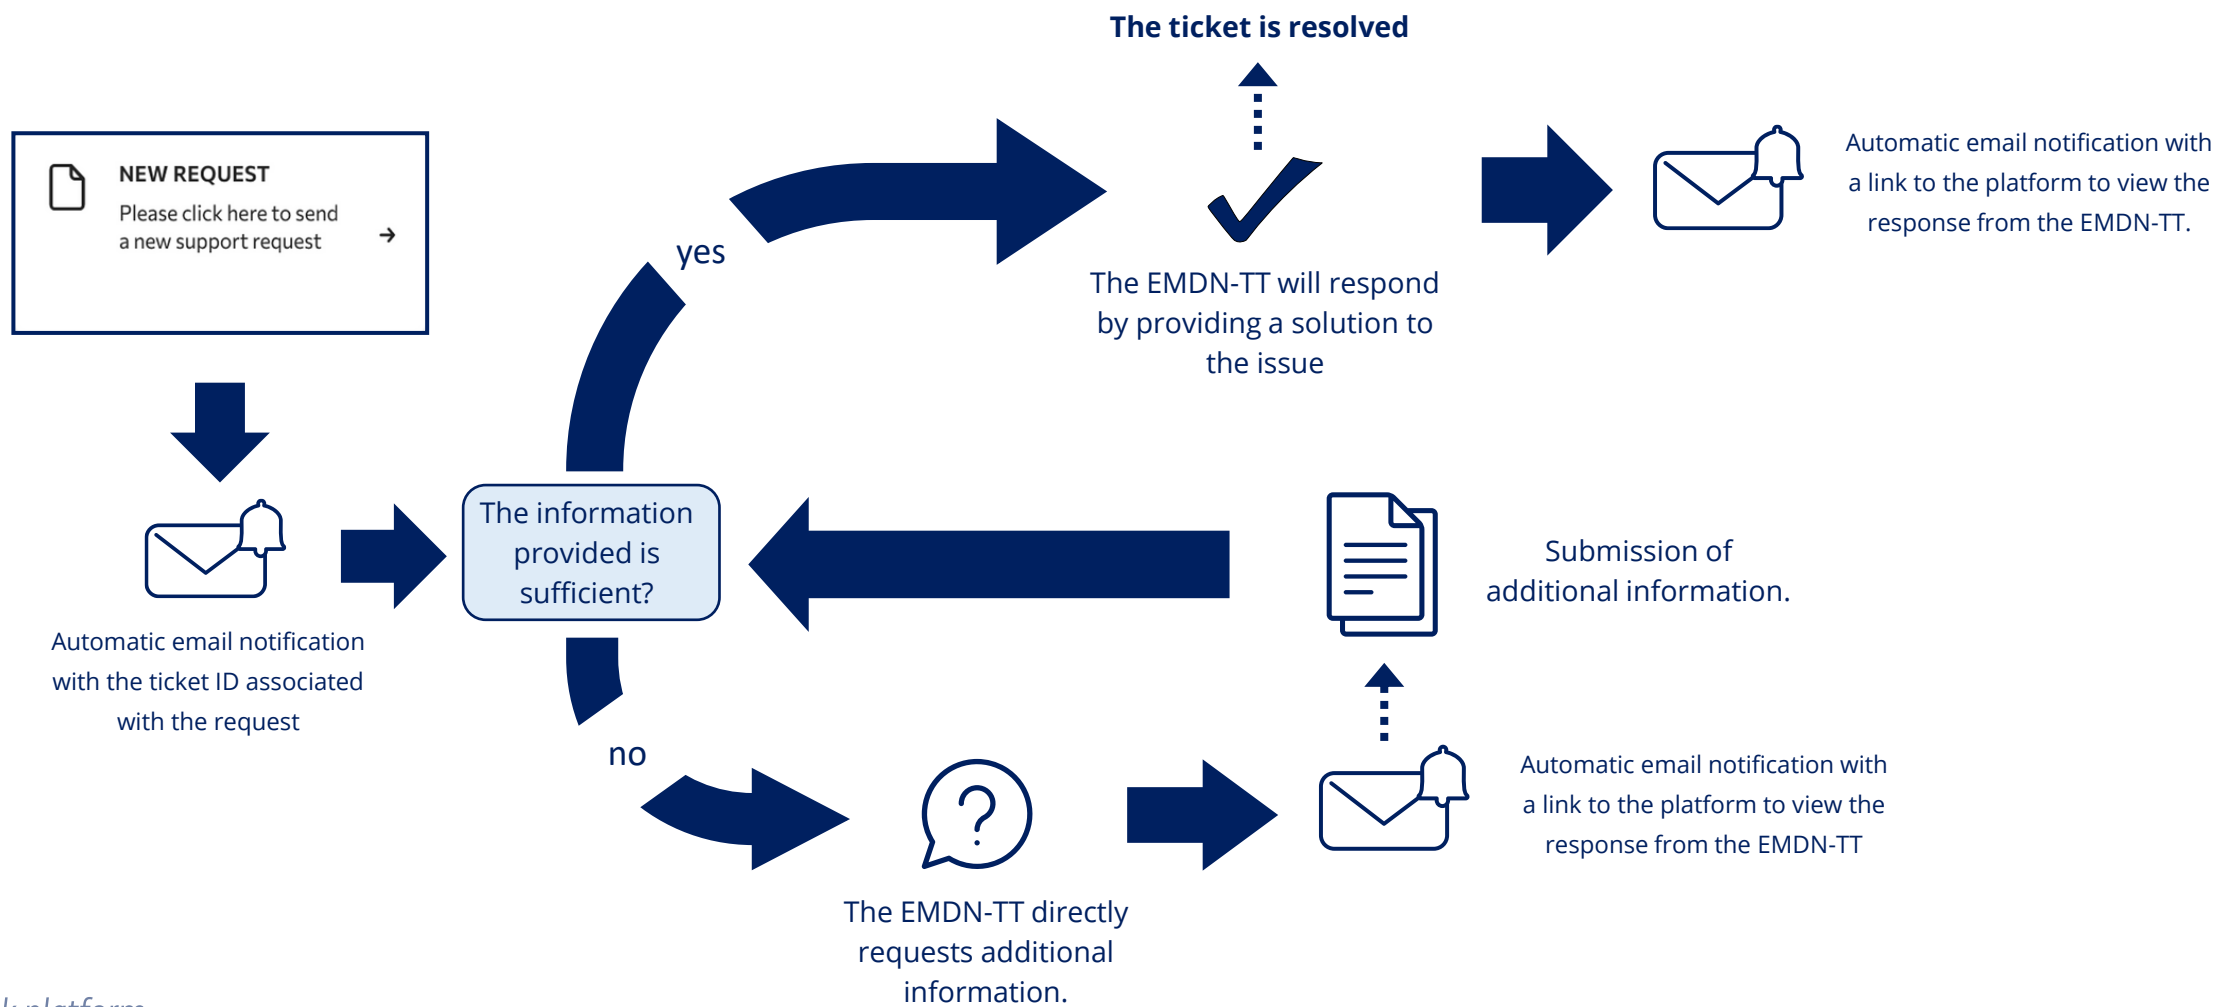 The ticket is resolved
NEW REQUEST
Please click here to send
a new support request
yes
Automatic email notification with
a link to the platform to view the
response from the EMDN-TT.
The EMDN-TT will respond
by providing a solution to
the issue
The information
provided is
sufficient?
Submission of
additional information.
Automatic email notification
with the ticket ID associated
with the request
no
Automatic email notification with
a link to the platform to view the
response from the EMDN-TT
The EMDN-TT directly
requests additional
information.
platform